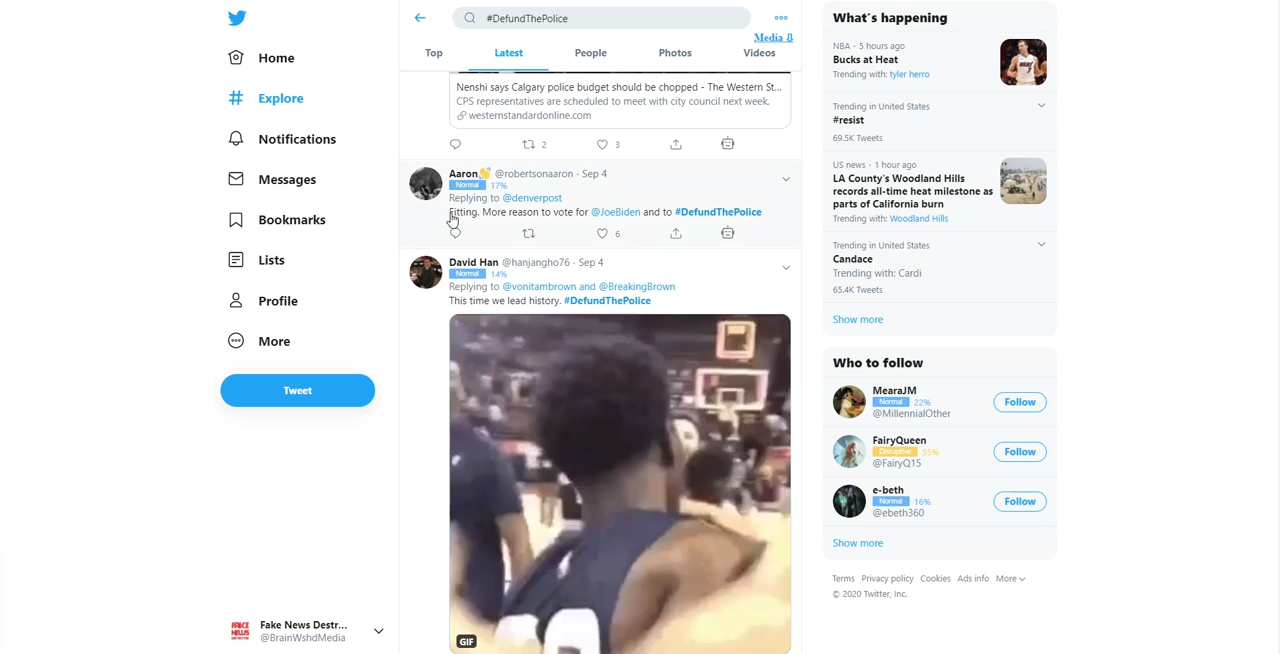 #DefundThePolice
Media ⇩
Top Latest People Photos Videos
Home
Explore
Notifications
Messages
Bookmarks
Lists
Profile
More
Tweet
Fake News Destr...
@BrainWshdMedia
Nenshi says Calgary police budget should be chopped - The Western St...
CPS representatives are scheduled to meet with city council next week.
westernstandardonline.com
2 3
Aaron👋 @robertsonaaron · Sep 4
Normal 17%
Replying to @denverpost
Fitting. More reason to vote for @JoeBiden and to #DefundThePolice
6
David Han @hanjangho76 · Sep 4
Normal 14%
Replying to @vonitambrown and @BreakingBrown
This time we lead history. #DefundThePolice
GIF
What's happening
NBA · 5 hours ago
Bucks at Heat
Trending with: tyler herro
Trending in United States
#resist
69.5K Tweets
US news · 1 hour ago
LA County's Woodland Hills
records all-time heat milestone as
parts of California burn
Trending with: Woodland Hills
Trending in United States
Candace
Trending with: Cardi
65.4K Tweets
Show more
Who to follow
MearaJM
Normal 22%
@MillennialOther
Follow
FairyQueen
Disruptive 55%
@FairyQ15
Follow
e-beth
Normal 16%
@ebeth360
Follow
Show more
Terms Privacy policy Cookies Ads info More
© 2020 Twitter, Inc.